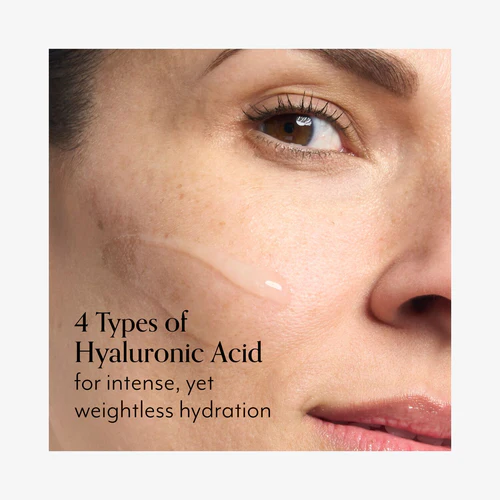 4 Types of
Hyaluronic Acid
for intense, yet
weightless hydration